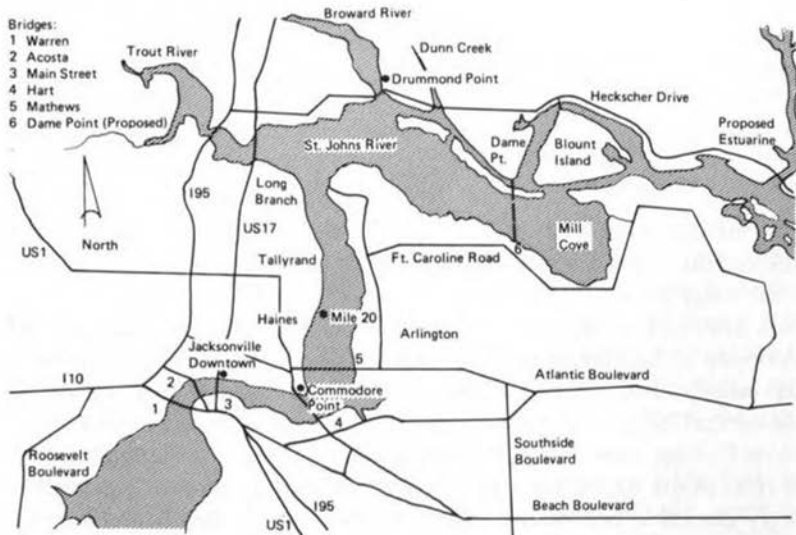 Bridges:
1 Warren
2 Acosta
3 Main Street
4 Hart
5 Mathews
6 Dame Point (Proposed)
Broward River
Trout River
Dunn Creek
Drummond Point
Heckscher Drive
Proposed
Estuarine
St. Johns River
Dame
Pt.
Blount
Island
Long
Branch
I95
US17
US1
North
Mill
Cove
6
Tallyrand
Ft. Caroline Road
Haines
Mile 20
Arlington
Jacksonville
Downtown
5
I10
2
Commodore
Point
Atlantic Boulevard
1
3
4
Roosevelt
Boulevard
Southside
Boulevard
I95
US1
Beach Boulevard